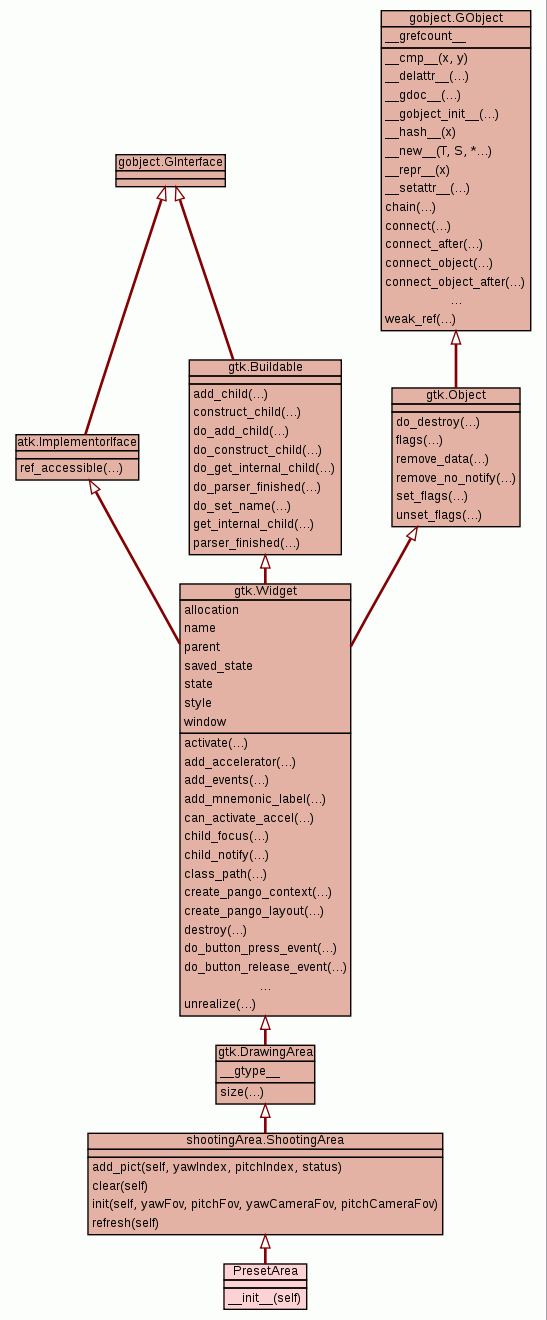 gobject.GObject
__grefcount__
__cmp__(x, y)
__delattr__(...)
__gdoc__(...)
__gobject_init__(...)
__hash__(x)
__new__(T, S, *...)
__repr__(x)
__setattr__(...)
chain(...)
connect(...)
connect_after(...)
connect_object(...)
connect_object_after(...)
...
weak_ref(...)
gobject.GInterface
gtk.Buildable
add_child(...)
construct_child(...)
do_add_child(...)
do_construct_child(...)
do_get_internal_child(...)
do_parser_finished(...)
do_set_name(...)
get_internal_child(...)
parser_finished(...)
gtk.Object
do_destroy(...)
flags(...)
remove_data(...)
remove_no_notify(...)
set_flags(...)
unset_flags(...)
atk.ImplementorIface
ref_accessible(...)
gtk.Widget
allocation
name
parent
saved_state
state
style
window
activate(...)
add_accelerator(...)
add_events(...)
add_mnemonic_label(...)
can_activate_accel(...)
child_focus(...)
child_notify(...)
class_path(...)
create_pango_context(...)
create_pango_layout(...)
destroy(...)
do_button_press_event(...)
do_button_release_event(...)
...
unrealize(...)
gtk.DrawingArea
__gtype__
size(...)
shootingArea.ShootingArea
add_pict(self, yawIndex, pitchIndex, status)
clear(self)
init(self, yawFov, pitchFov, yawCameraFov, pitchCameraFov)
refresh(self)
PresetArea
__init__(self)